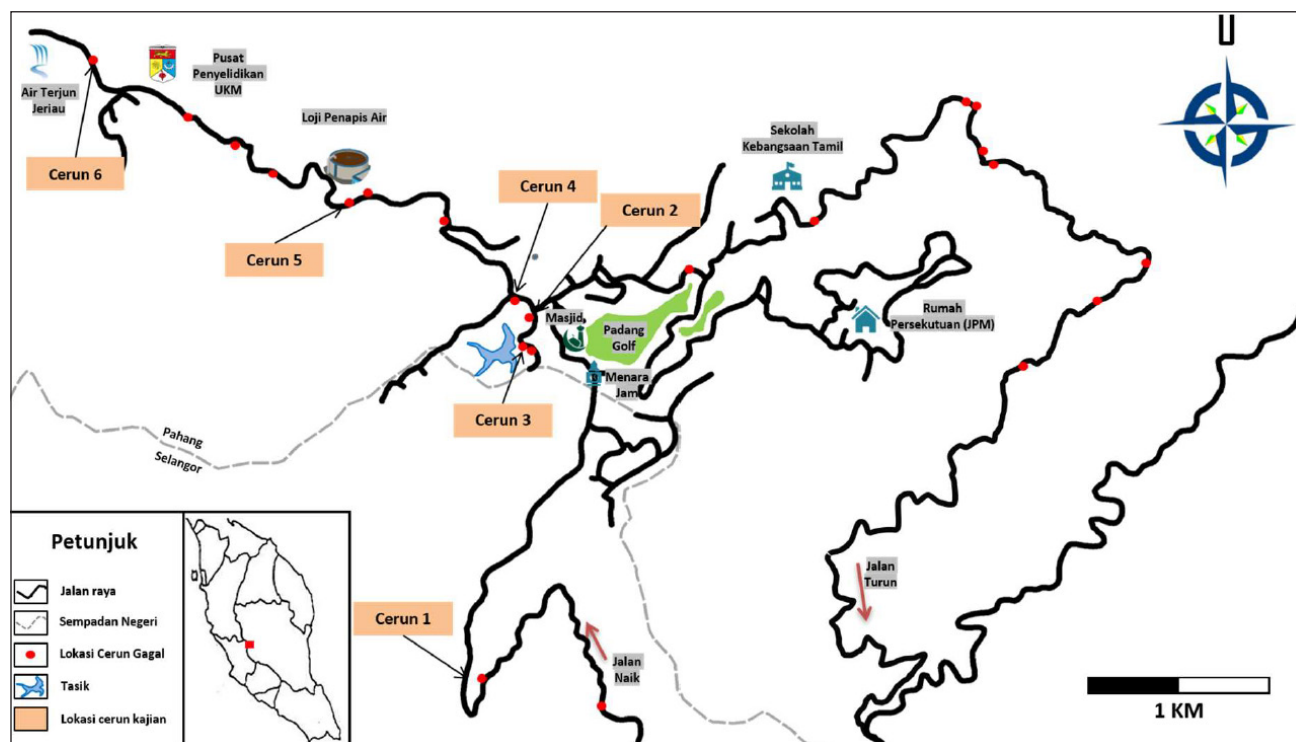 Air Terjun
Jeriau
Pusat
Penyelidikan
UKM
Loji Penapis Air
Cerun 6
Cerun 5
Cerun 4
Cerun 2
Sekolah
Kebangsaan Tamil
U
Masjid
Padang
Golf
Menara
Jam
Rumah
Persekutuan (JPM)
Cerun 3
Pahang
Selangor
Cerun 1
Jalan
Naik
Jalan
Turun
1 KM
Petunjuk
Jalan raya
Sempadan Negeri
Lokasi Cerun Gagal
Tasik
Lokasi cerun kajian